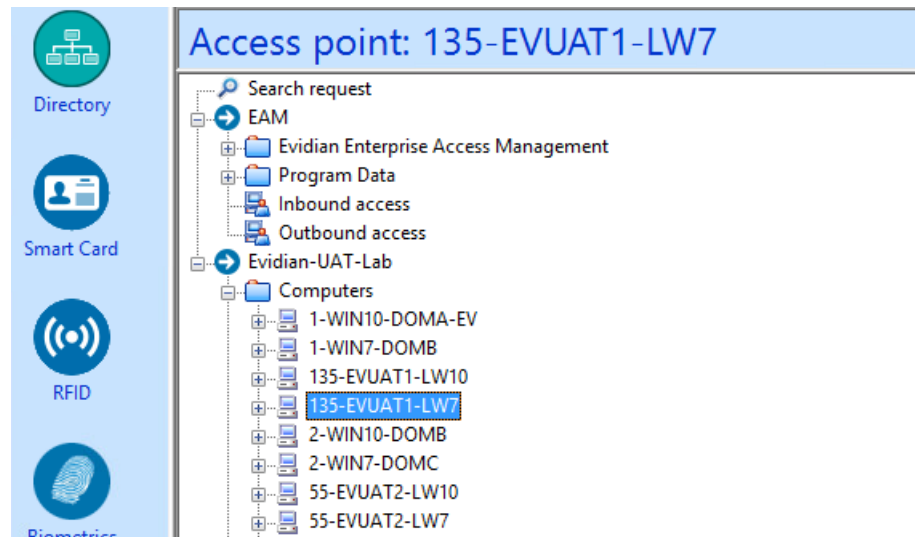 Access point: 135-EVUAT1-LW7
Directory
Smart Card
RFID
Biometrics
Search request
EAM
Evidian Enterprise Access Management
Program Data
Inbound access
Outbound access
Evidian-UAT-Lab
Computers
1-WIN10-DOMA-EV
1-WIN7-DOMB
135-EVUAT1-LW10
135-EVUAT1-LW7
2-WIN10-DOMB
2-WIN7-DOMC
55-EVUAT2-LW10
55-EVUAT2-LW7